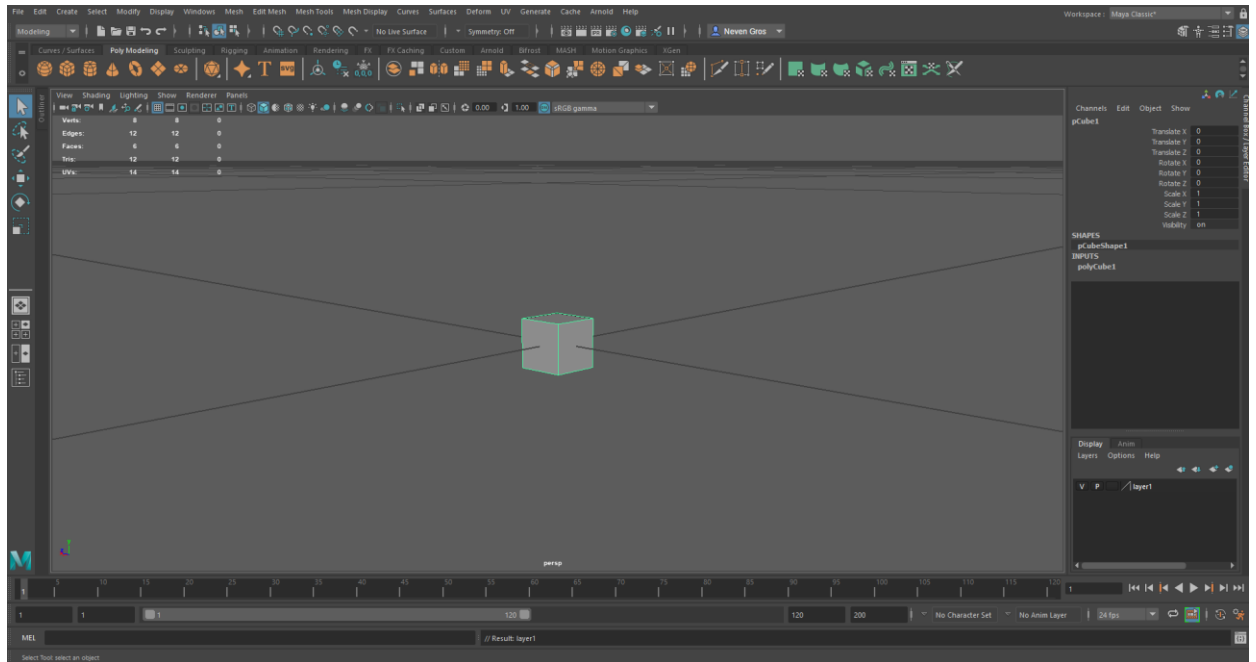 File Edit Create Select Modify Display Windows Mesh Edit Mesh Mesh Tools Mesh Display Curves Surfaces Deform UV Generate Cache Arnold Help Workspace : Maya Classic*
Modeling No Live Surface Symmetry: Off Neven Gros
Curves / Surfaces Poly Modeling Sculpting Rigging Animation Rendering FX FX Caching Custom Arnold Bifrost MASH Motion Graphics XGen
T SVG
Outliner
View Shading Lighting Show Renderer Panels
0.00 1.00 sRGB gamma
Verts: 8 8 0
Edges: 12 12 0
Faces: 6 6 0
Tris: 12 12 0
UVs: 14 14 0
persp
Channels Edit Object Show
Channel Box / Layer Editor
pCube1
Translate X 0
Translate Y 0
Translate Z 0
Rotate X 0
Rotate Y 0
Rotate Z 0
Scale X 1
Scale Y 1
Scale Z 1
Visibility on
SHAPES
pCubeShape1
INPUTS
polyCube1
Display Anim
Layers Options Help
V P layer1
M
1 5 10 15 20 25 30 35 40 45 50 55 60 65 70 75 80 85 90 95 100 105 110 115 120 1
1 1 1 120 120 200 No Character Set No Anim Layer 24 fps
MEL // Result: layer1
Select Tool: select an object